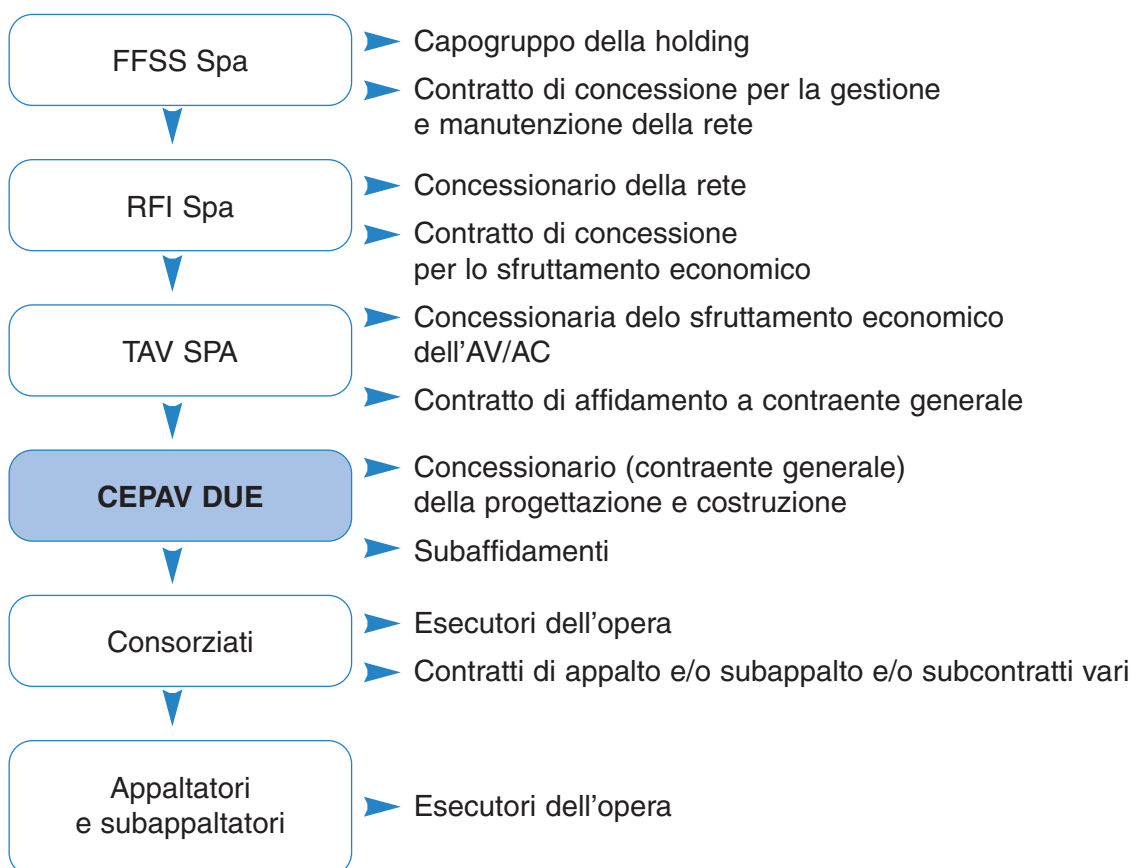 FFSS Spa
Capogruppo della holding
Contratto di concessione per la gestione
e manutenzione della rete
RFI Spa
Concessionario della rete
Contratto di concessione
per lo sfruttamento economico
TAV SPA
Concessionaria delo sfruttamento economico
dell'AV/AC
Contratto di affidamento a contraente generale
CEPAV DUE
Concessionario (contraente generale)
della progettazione e costruzione
Subaffidamenti
Consorziati
Esecutori dell'opera
Contratti di appalto e/o subappalto e/o subcontratti vari
Appaltatori
e subappaltatori
Esecutori dell'opera